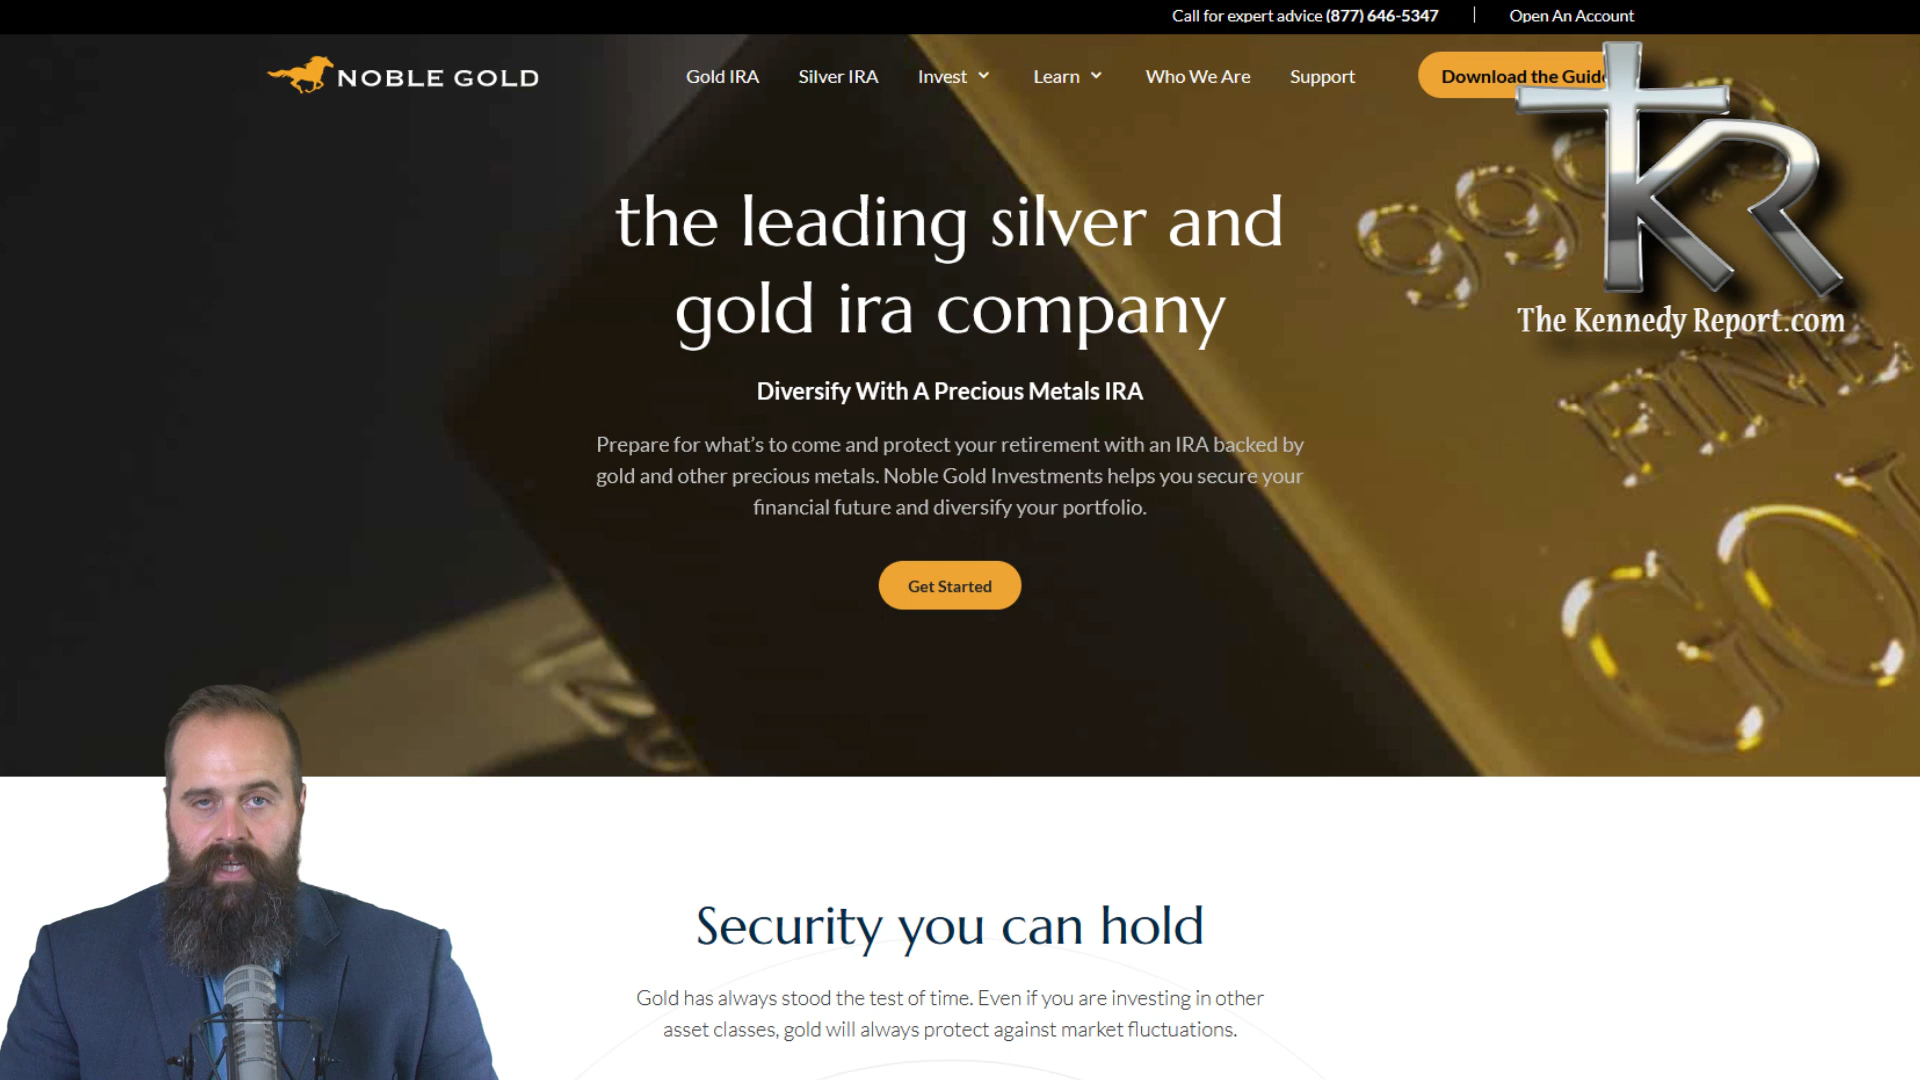 Call for expert advice (877) 646-5347 | Open An Account
NOBLE GOLD
Gold IRA Silver IRA Invest Learn Who We Are Support Download the Guide
KR
The Kennedy Report.com
999
FINE
GO
the leading silver and
gold ira company
Diversify With A Precious Metals IRA
Prepare for what's to come and protect your retirement with an IRA backed by
gold and other precious metals. Noble Gold Investments helps you secure your
financial future and diversify your portfolio.
Get Started
Security you can hold
Gold has always stood the test of time. Even if you are investing in other
asset classes, gold will always protect against market fluctuations.